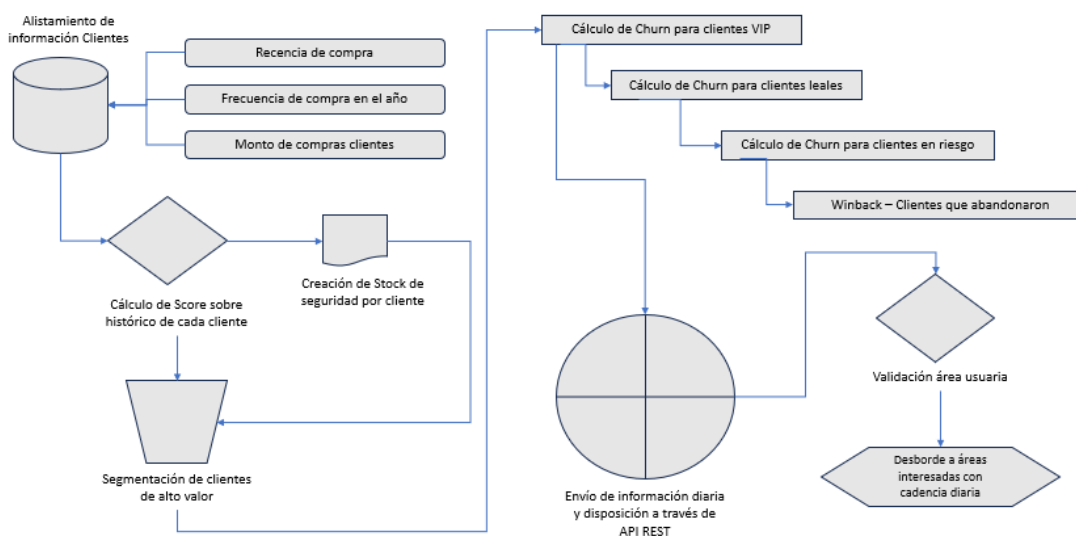 Alistamiento de
información Clientes
Recencia de compra
Frecuencia de compra en el año
Monto de compras clientes
Cálculo de Score sobre
histórico de cada cliente
Creación de Stock de
seguridad por cliente
Segmentación de clientes
de alto valor
Cálculo de Churn para clientes VIP
Cálculo de Churn para clientes leales
Cálculo de Churn para clientes en riesgo
Winback – Clientes que abandonaron
Envío de información diaria
y disposición a través de
API REST
Validación área usuaria
Desborde a áreas
interesadas con
cadencia diaria